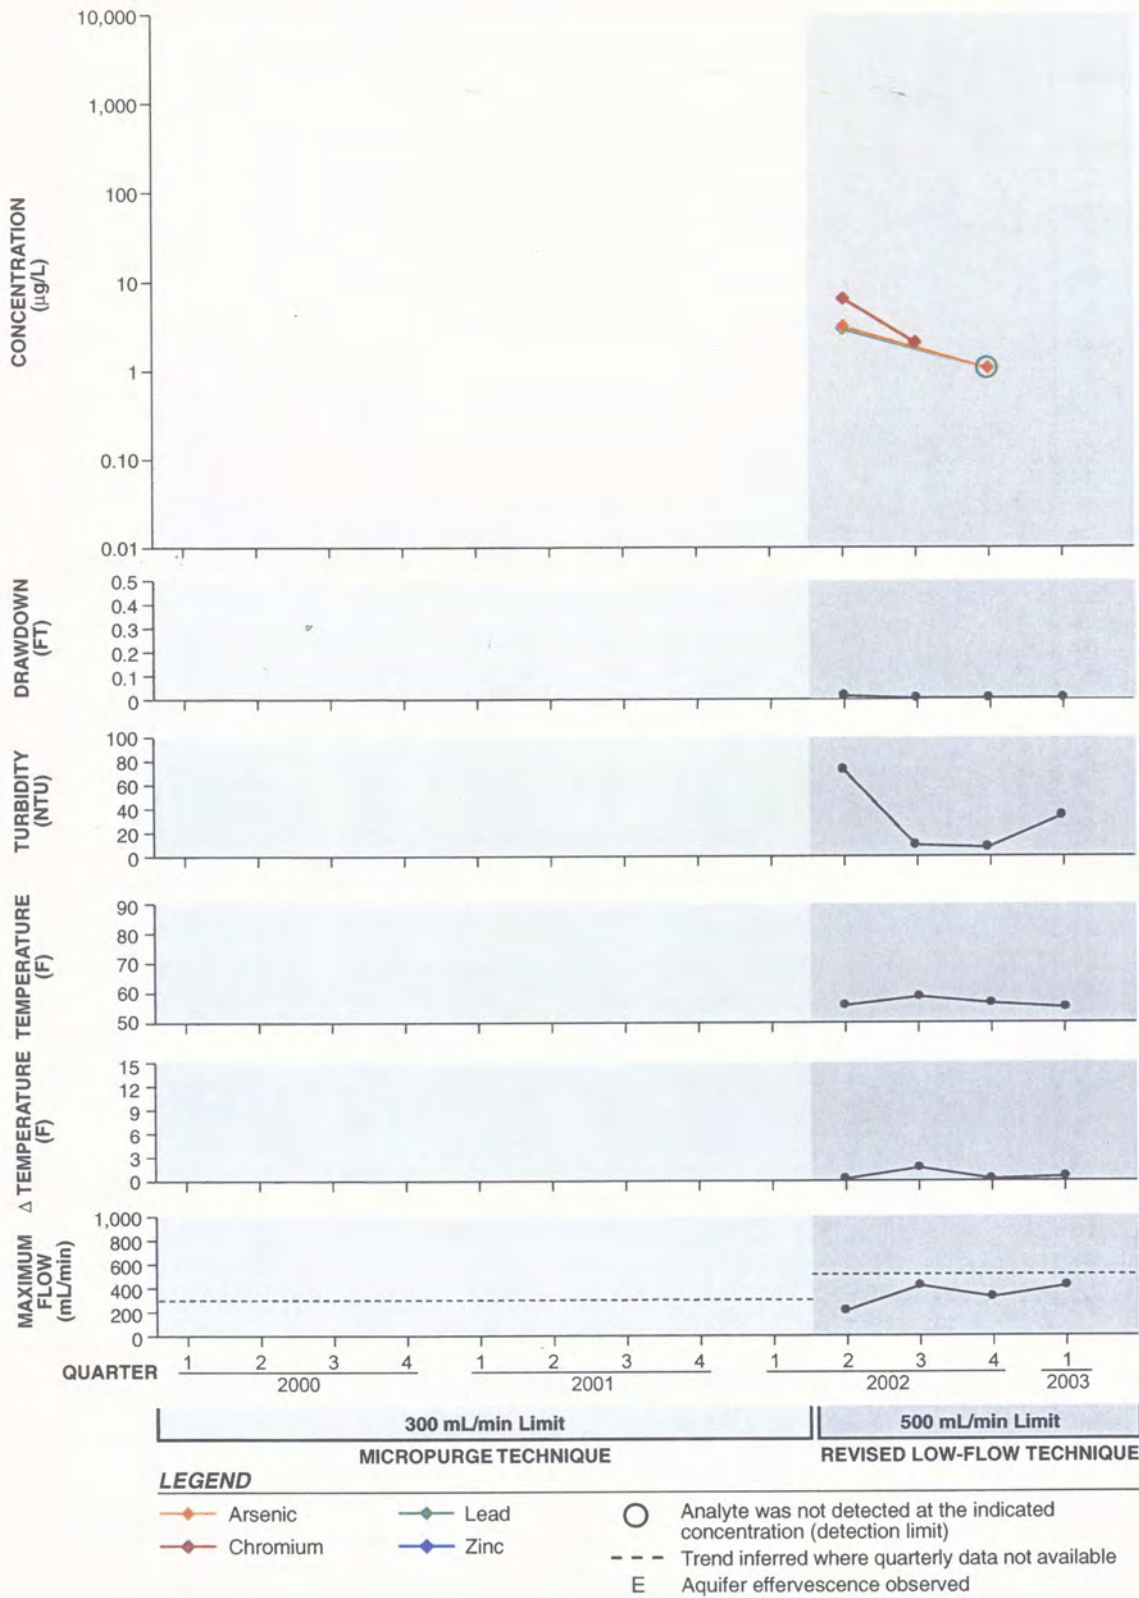 10,000
1,000
100
10
1
0.10
0.01
CONCENTRATION
(µg/L)
0.5
0.4
0.3
0.2
0.1
0
DRAWDOWN
(FT)
100
80
60
40
20
0
TURBIDITY
(NTU)
90
80
70
60
50
TEMPERATURE
(F)
15
12
9
6
3
0
Δ TEMPERATURE
(F)
1,000
800
600
400
200
0
MAXIMUM
FLOW
(mL/min)
QUARTER 1 2 3 4 1 2 3 4 1 2 3 4 1
2000 2001 2002 2003
300 mL/min Limit 500 mL/min Limit
MICROPURGE TECHNIQUE REVISED LOW-FLOW TECHNIQUE
LEGEND
Arsenic
Chromium
Lead
Zinc
Analyte was not detected at the indicated
concentration (detection limit)
Trend inferred where quarterly data not available
E Aquifer effervescence observed